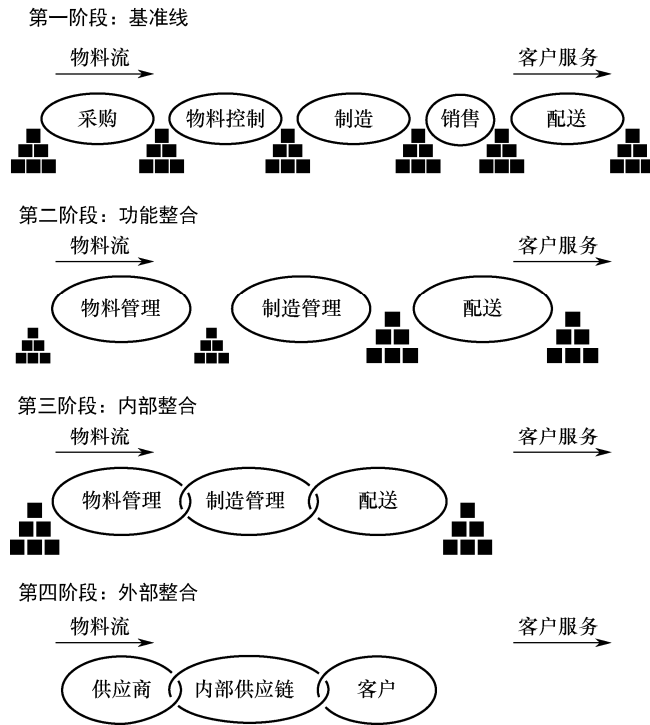 第一阶段：基准线
物料流 客户服务
采购 物料控制 制造 销售 配送
第二阶段：功能整合
物料流 客户服务
物料管理 制造管理 配送
第三阶段：内部整合
物料流 客户服务
物料管理 制造管理 配送
第四阶段：外部整合
物料流 客户服务
供应商 内部供应链 客户